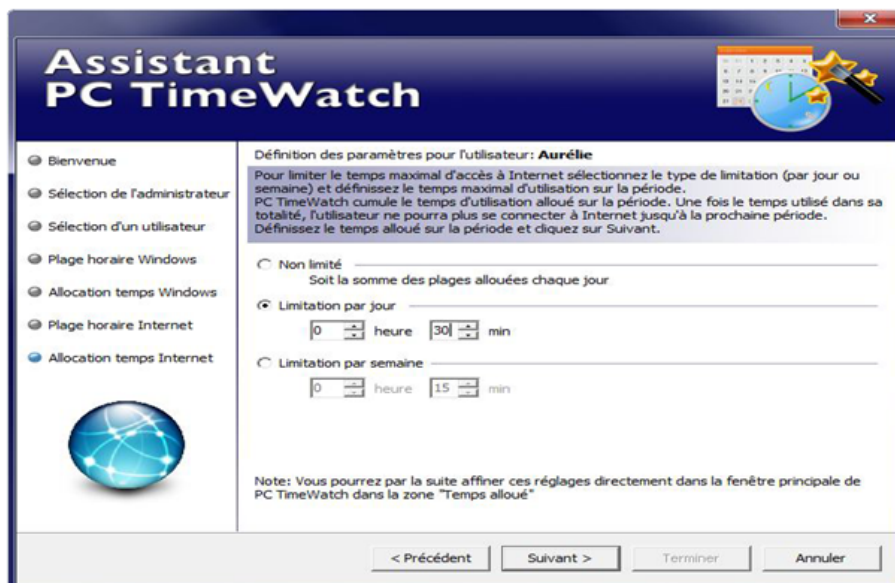 Assistant
PC TimeWatch
Bienvenue
Sélection de l'administrateur
Sélection d'un utilisateur
Plage horaire Windows
Allocation temps Windows
Plage horaire Internet
Allocation temps Internet
Définition des paramètres pour l'utilisateur: Aurélie
Pour limiter le temps maximal d'accès à Internet sélectionnez le type de limitation (par jour ou
semaine) et définissez le temps maximal d'utilisation sur la période.
PC TimeWatch cumule le temps d'utilisation alloué sur la période. Une fois le temps utilisé dans sa
totalité, l'utilisateur ne pourra plus se connecter à Internet jusqu'à la prochaine période.
Définissez le temps alloué sur la période et cliquez sur Suivant.
Non limité
Soit la somme des plages allouées chaque jour
Limitation par jour
0 heure 30 min
Limitation par semaine
0 heure 15 min
Note: Vous pourrez par la suite affiner ces réglages directement dans la fenêtre principale de
PC TimeWatch dans la zone "Temps alloué"
< Précédent Suivant > Terminer Annuler